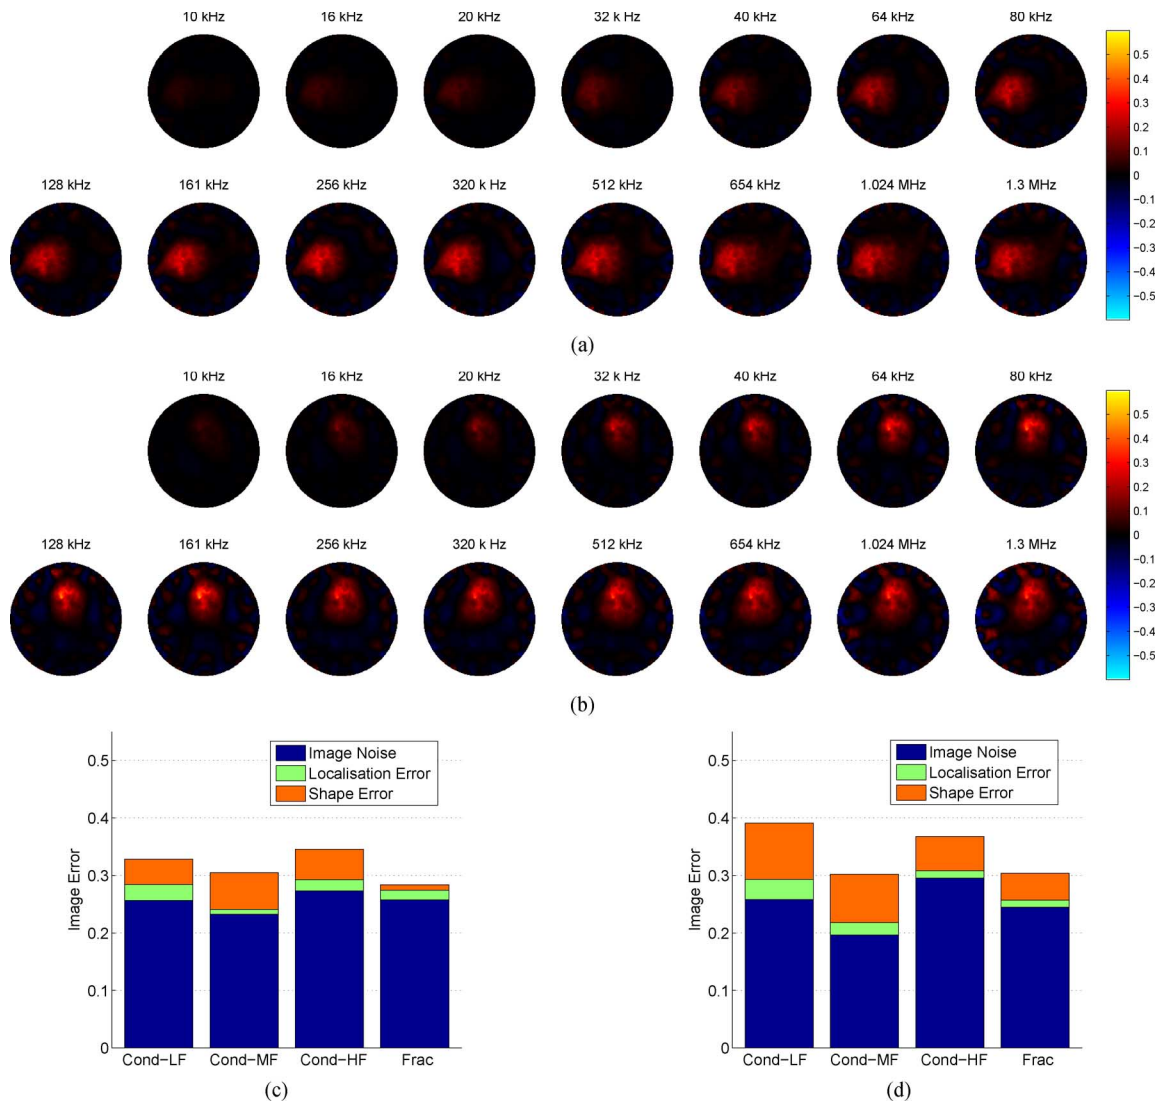 (a)
10 kHz 16 kHz 20 kHz 32 k Hz 40 kHz 64 kHz 80 kHz
128 kHz 161 kHz 256 kHz 320 k Hz 512 kHz 654 kHz 1.024 MHz 1.3 MHz
0.5
0.4
0.3
0.2
0.1
0
−0.1
−0.2
−0.3
−0.4
−0.5
(a)
10 kHz 16 kHz 20 kHz 32 k Hz 40 kHz 64 kHz 80 kHz
128 kHz 161 kHz 256 kHz 320 k Hz 512 kHz 654 kHz 1.024 MHz 1.3 MHz
0.5
0.4
0.3
0.2
0.1
0
−0.1
−0.2
−0.3
−0.4
−0.5
(b)
Image Error
0.5
0.4
0.3
0.2
0.1
0
Image Noise
Localisation Error
Shape Error
Cond−LF Cond−MF Cond−HF Frac
(c)
Image Error
0.5
0.4
0.3
0.2
0.1
0
Image Noise
Localisation Error
Shape Error
Cond−LF Cond−MF Cond−HF Frac
(d)